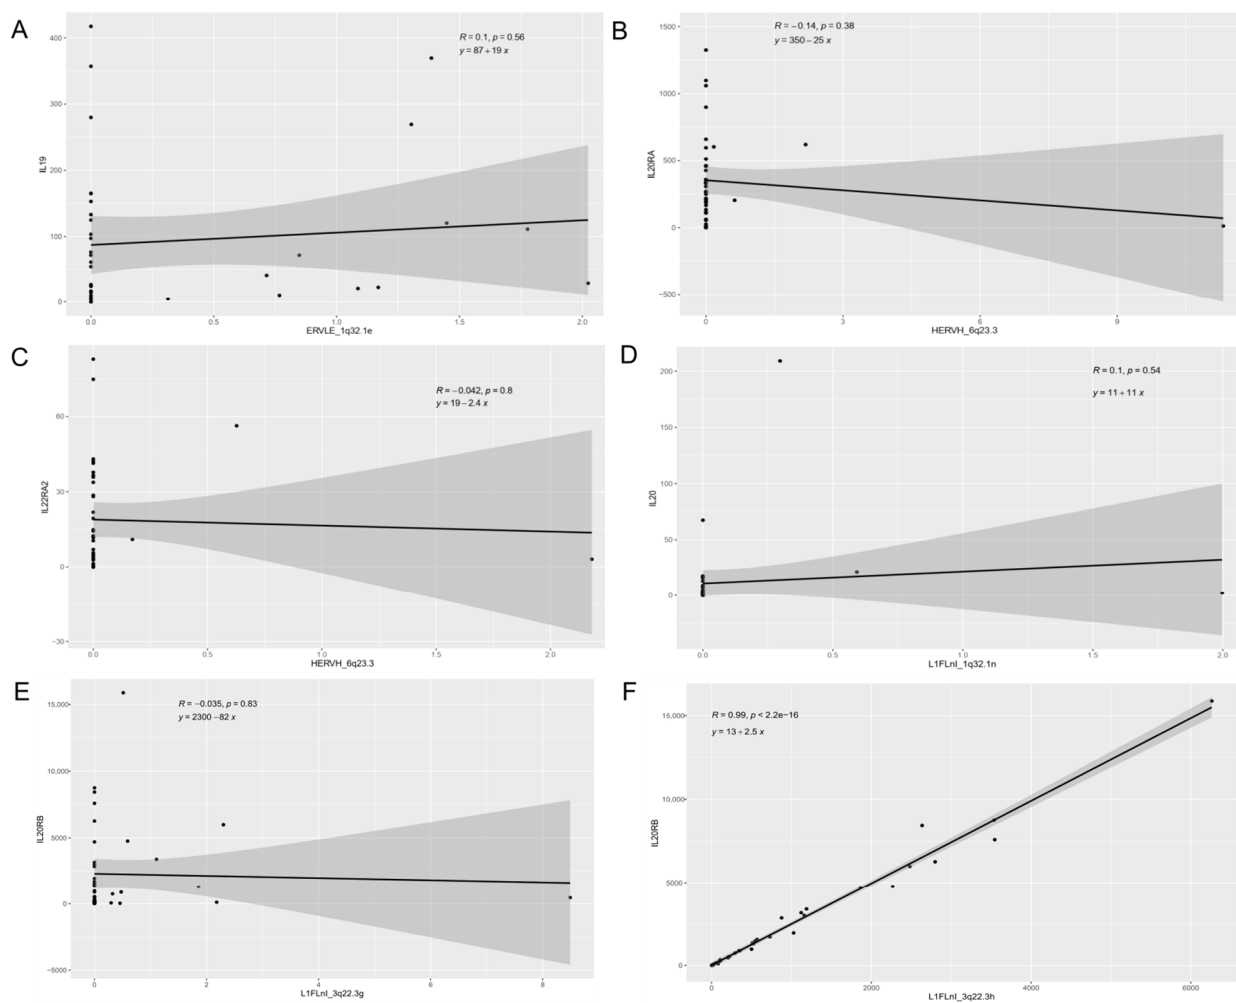 A
R = 0.1, p = 0.56
y = 87 + 19 x
400
300
200
100
0
IL19
0.0 0.5 1.0 1.5 2.0
ERVLE_1q32.1e
B
R = −0.14, p = 0.38
y = 350 − 25 x
1500
1000
500
0
−500
IL20RA
0 3 6 9
HERVH_6q23.3
C
R = −0.042, p = 0.8
y = 19 − 2.4 x
60
30
0
−30
IL22RA2
0.0 0.5 1.0 1.5 2.0
HERVH_6q23.3
D
R = 0.1, p = 0.54
y = 11 + 11 x
200
150
100
50
0
IL20
0.0 0.5 1.0 1.5 2.0
L1FLnI_1q32.1n
E
R = −0.035, p = 0.83
y = 2300 − 82 x
15,000
10,000
5000
0
−5000
IL20RB
0 2 4 6 8
L1FLnI_3q22.3g
F
R = 0.99, p < 2.2e−16
y = 13 + 2.5 x
15,000
10,000
5000
0
IL20RB
0 2000 4000 6000
L1FLnI_3q22.3h